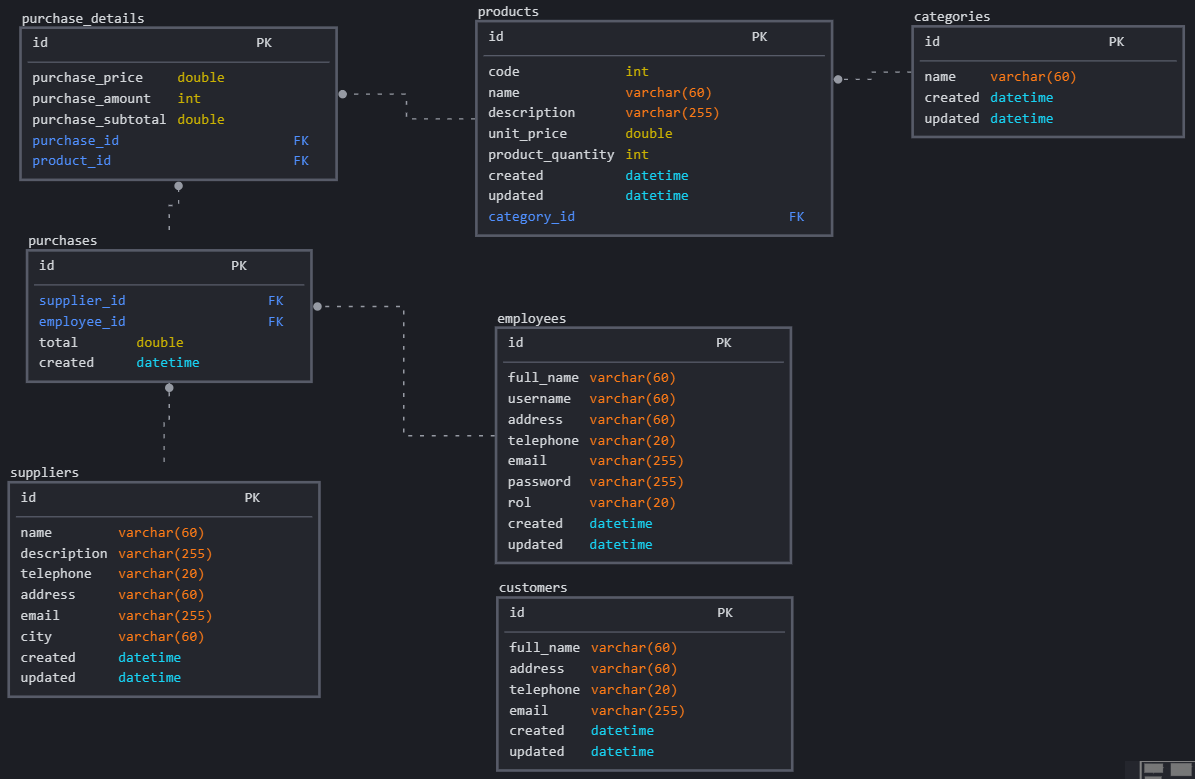 purchase_details
id PK
purchase_price double
purchase_amount int
purchase_subtotal double
purchase_id FK
product_id FK
products
id PK
code int
name varchar(60)
description varchar(255)
unit_price double
product_quantity int
created datetime
updated datetime
category_id FK
categories
id PK
name varchar(60)
created datetime
updated datetime
purchases
id PK
supplier_id FK
employee_id FK
total double
created datetime
employees
id PK
full_name varchar(60)
username varchar(60)
address varchar(60)
telephone varchar(20)
email varchar(255)
password varchar(255)
rol varchar(20)
created datetime
updated datetime
suppliers
id PK
name varchar(60)
description varchar(255)
telephone varchar(20)
address varchar(60)
email varchar(255)
city varchar(60)
created datetime
updated datetime
customers
id PK
full_name varchar(60)
address varchar(60)
telephone varchar(20)
email varchar(255)
created datetime
updated datetime